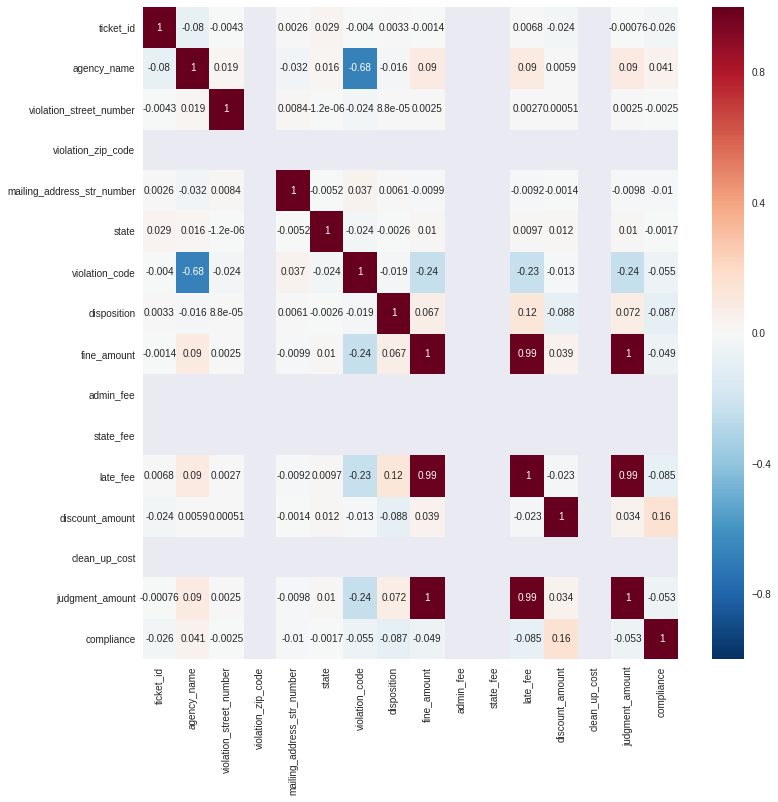 ticket_id 1 -0.08 -0.0043 0.0026 0.029 -0.004 0.0033 -0.0014 0.0068 -0.024 -0.00076 -0.026
agency_name -0.08 1 0.019 -0.032 0.016 -0.68 -0.016 0.09 0.09 0.0059 0.09 0.041
violation_street_number -0.0043 0.019 1 0.0084 -1.2e-06 -0.024 8.8e-05 0.0025 0.0027 0.00051 0.0025 -0.0025
violation_zip_code
mailing_address_str_number 0.0026 -0.032 0.0084 1 -0.0052 0.037 0.0061 -0.0099 -0.0092 -0.0014 -0.0098 -0.01
state 0.029 0.016 -1.2e-06 -0.0052 1 -0.024 -0.0026 0.01 0.0097 0.012 0.01 -0.0017
violation_code -0.004 -0.68 -0.024 0.037 -0.024 1 -0.019 -0.24 -0.23 -0.013 -0.24 -0.055
disposition 0.0033 -0.016 8.8e-05 0.0061 -0.0026 -0.019 1 0.067 0.12 -0.088 0.072 -0.087
fine_amount -0.0014 0.09 0.0025 -0.0099 0.01 -0.24 0.067 1 0.99 0.039 1 -0.049
admin_fee
state_fee
late_fee 0.0068 0.09 0.0027 -0.0092 0.0097 -0.23 0.12 0.99 1 -0.023 0.99 -0.085
discount_amount -0.024 0.0059 0.00051 -0.0014 0.012 -0.013 -0.088 0.039 -0.023 1 0.034 0.16
clean_up_cost
judgment_amount -0.00076 0.09 0.0025 -0.0098 0.01 -0.24 0.072 1 0.99 0.034 1 -0.053
compliance -0.026 0.041 -0.0025 -0.01 -0.0017 -0.055 -0.087 -0.049 -0.085 0.16 -0.053 1
ticket_id
agency_name
violation_street_number
violation_zip_code
mailing_address_str_number
state
violation_code
disposition
fine_amount
admin_fee
state_fee
late_fee
discount_amount
clean_up_cost
judgment_amount
compliance
0.8
0.4
0.0
−0.4
−0.8